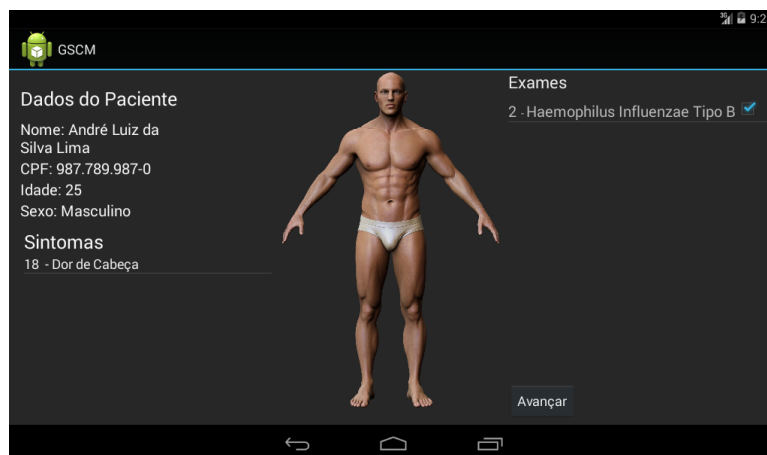 3G 9:2
GSCM
Dados do Paciente
Nome: André Luiz da
Silva Lima
CPF: 987.789.987-0
Idade: 25
Sexo: Masculino
Sintomas
18 - Dor de Cabeça
Exames
2 - Haemophilus Influenzae Tipo B
Avançar